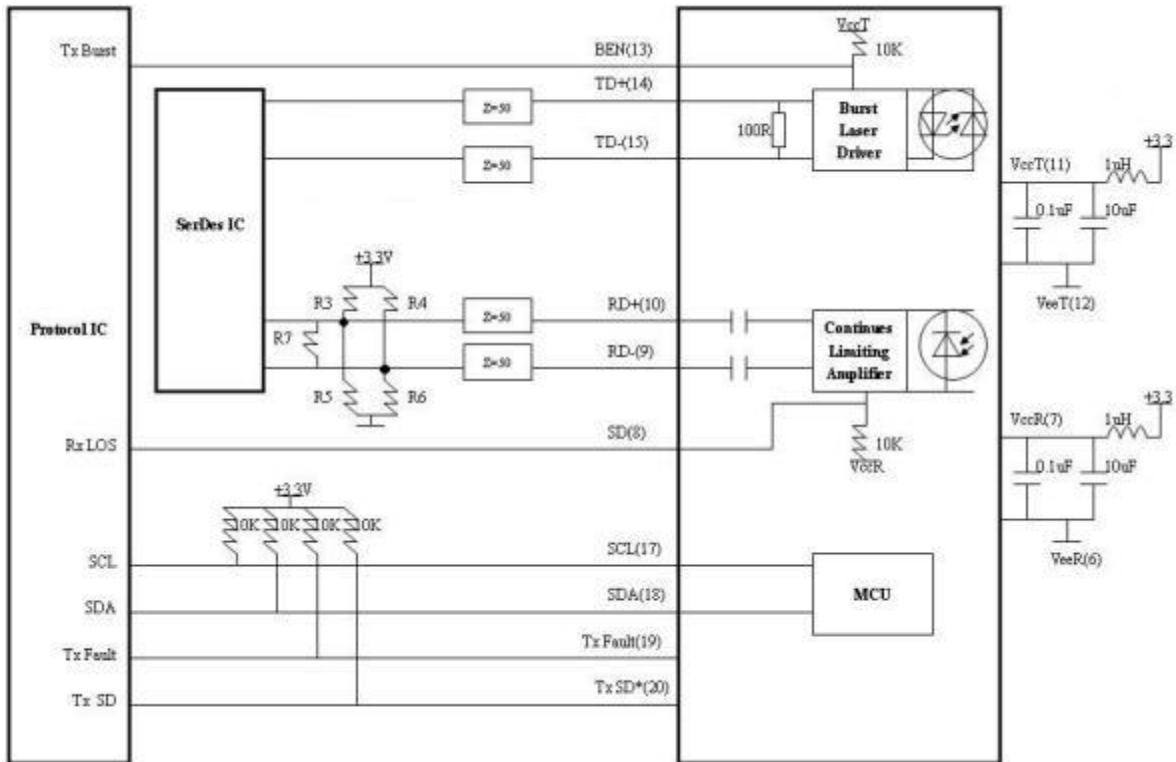 VccT
Tx Burst
BEN(13)
10K
TD+(14)
Z=50
100R
Burst
Laser
Driver
TD-(15)
Z=50
+3.3
VccT(11)
1uH
0.1uF
10uF
VeeT(12)
SerDes IC
+3.3V
R3
R4
RD+(10)
Z=50
Protocol IC
R7
RD-(9)
Z=50
Continues
Limiting
Amplifier
R5
R6
+3.3
VccR(7)
1uH
Rx LOS
SD(8)
10K
VccR
0.1uF
10uF
VeeR(6)
+3.3V
10K
10K
10K
10K
SCL
SCL(17)
SDA
SDA(18)
MCU
Tx Fault
Tx Fault(19)
Tx SD
Tx SD*(20)